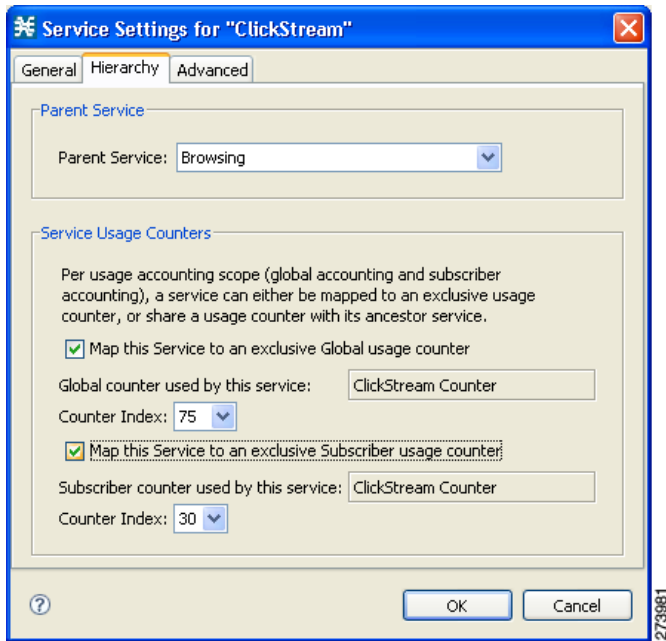 Service Settings for "ClickStream"
General Hierarchy Advanced
Parent Service
Parent Service: Browsing
Service Usage Counters
Per usage accounting scope (global accounting and subscriber
accounting), a service can either be mapped to an exclusive usage
counter, or share a usage counter with its ancestor service.
Map this Service to an exclusive Global usage counter
Global counter used by this service: ClickStream Counter
Counter Index: 75
Map this Service to an exclusive Subscriber usage counter
Subscriber counter used by this service: ClickStream Counter
Counter Index: 30
? OK Cancel